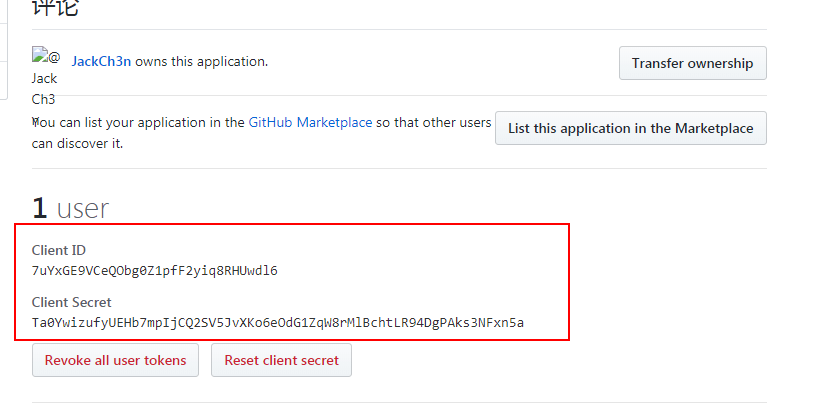 评论
@JackCh3n
JackCh3n owns this application.
Transfer ownership
You can list your application in the GitHub Marketplace so that other users
can discover it.
List this application in the Marketplace
1 user
Client ID
7uYxGE9VCeQObg0Z1pfF2yiq8RHUwdl6
Client Secret
Ta0YwizufyUEHb7mpIjCQ2SV5JvXKo6eOdG1ZqW8rMlBchtLR94DgPAks3NFxn5a
Revoke all user tokens
Reset client secret